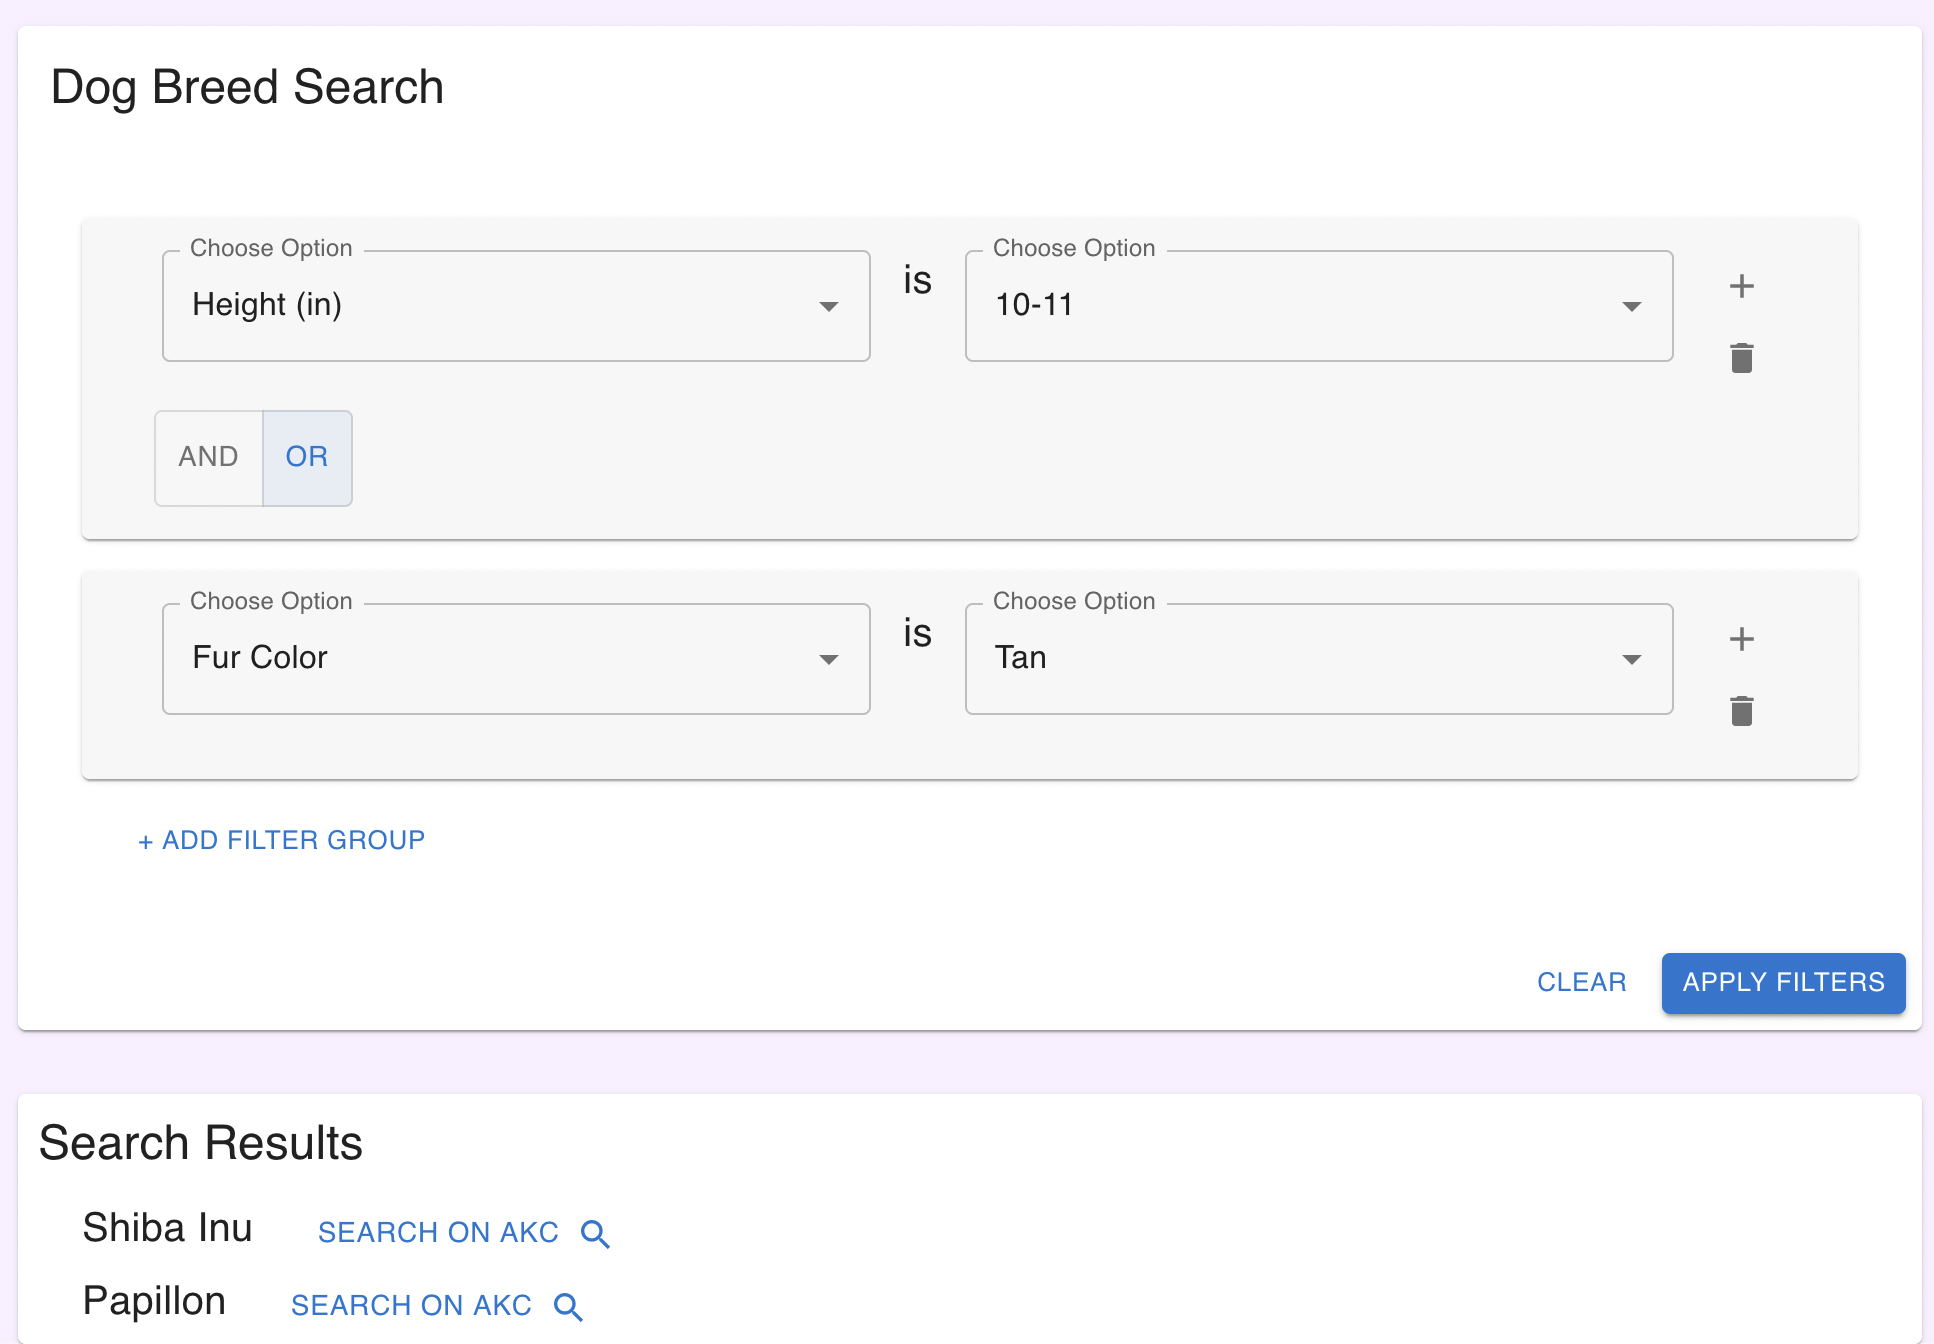 Dog Breed Search
Choose Option
Height (in)
is
Choose Option
10-11
AND
OR
Choose Option
Fur Color
is
Choose Option
Tan
+ ADD FILTER GROUP
CLEAR
APPLY FILTERS
Search Results
Shiba Inu SEARCH ON AKC
Papillon SEARCH ON AKC